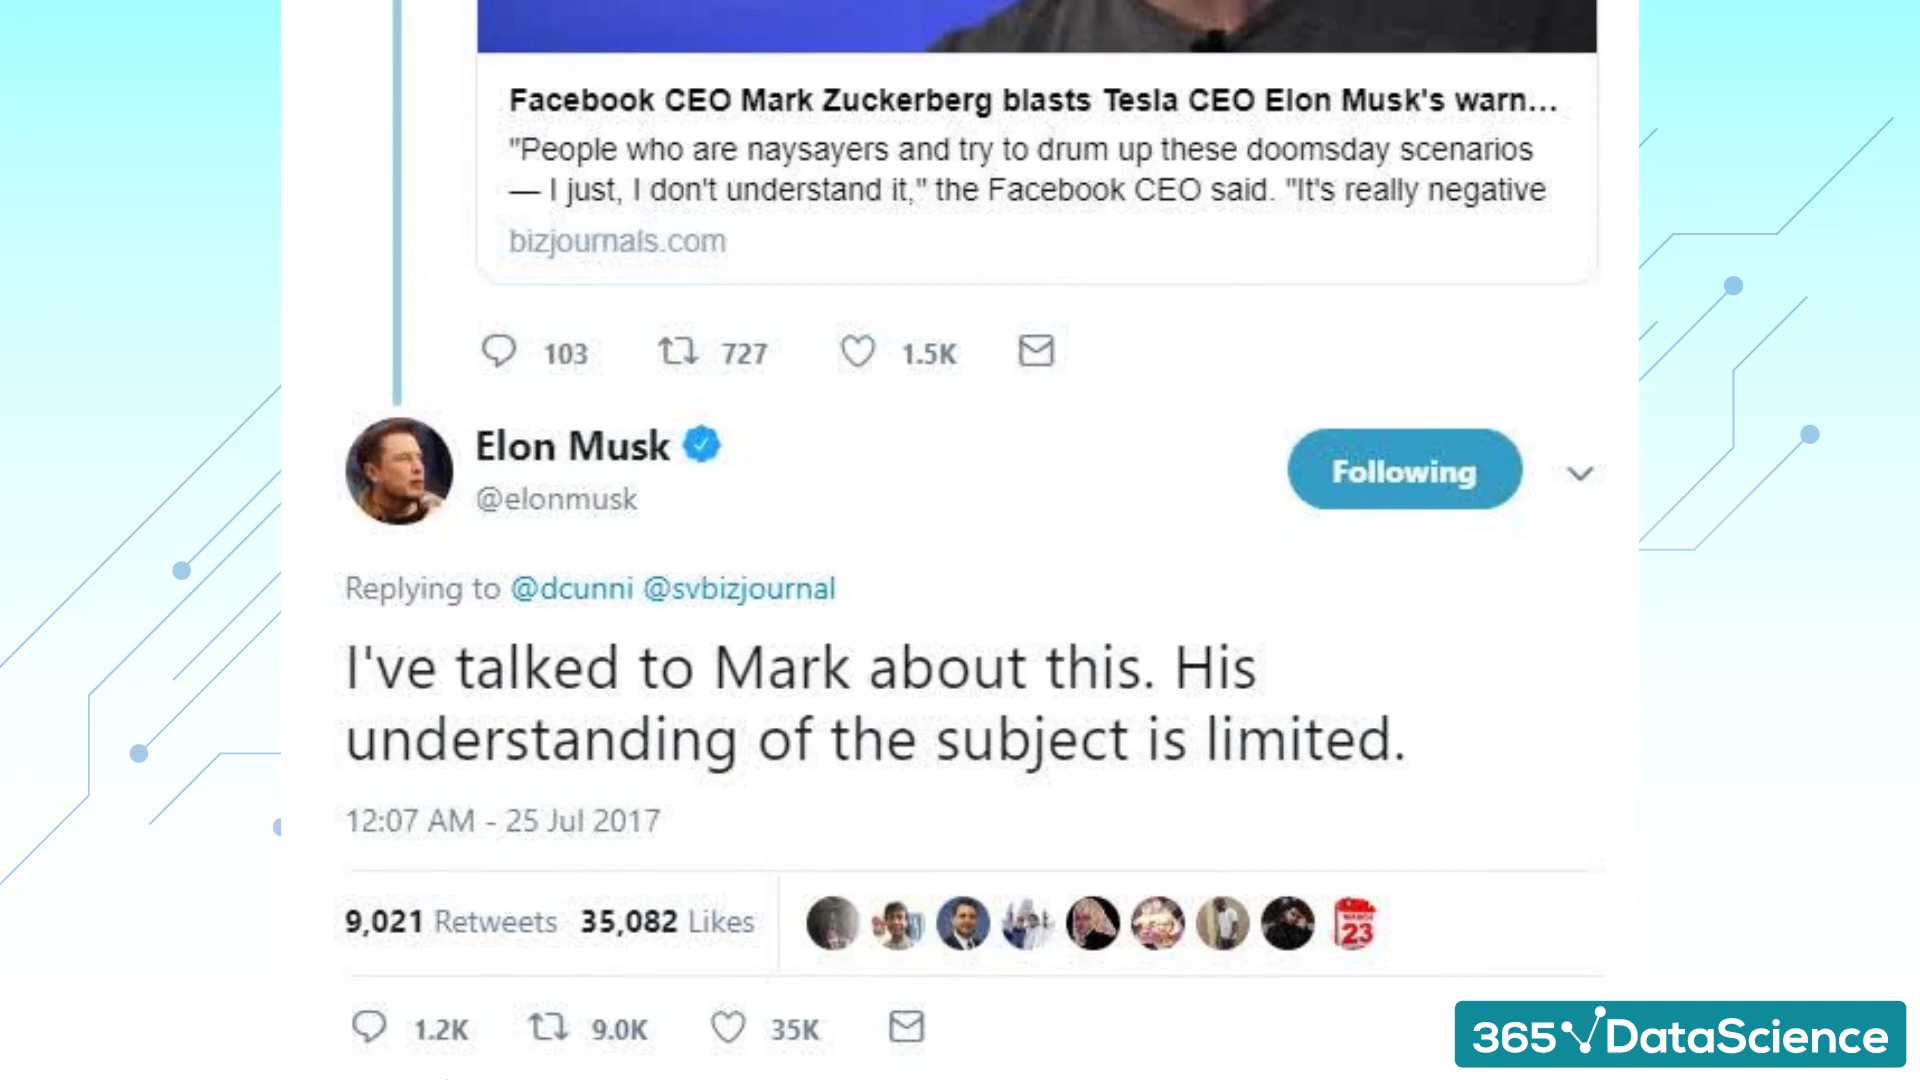 Facebook CEO Mark Zuckerberg blasts Tesla CEO Elon Musk's warn...
"People who are naysayers and try to drum up these doomsday scenarios
— I just, I don't understand it," the Facebook CEO said. "It's really negative
bizjournals.com
103 727 1.5K
Elon Musk
@elonmusk
Following
Replying to @dcunni @svbizjournal
I've talked to Mark about this. His
understanding of the subject is limited.
12:07 AM - 25 Jul 2017
9,021 Retweets 35,082 Likes
MARCH
23
1.2K 9.0K 35K
365 DataScience